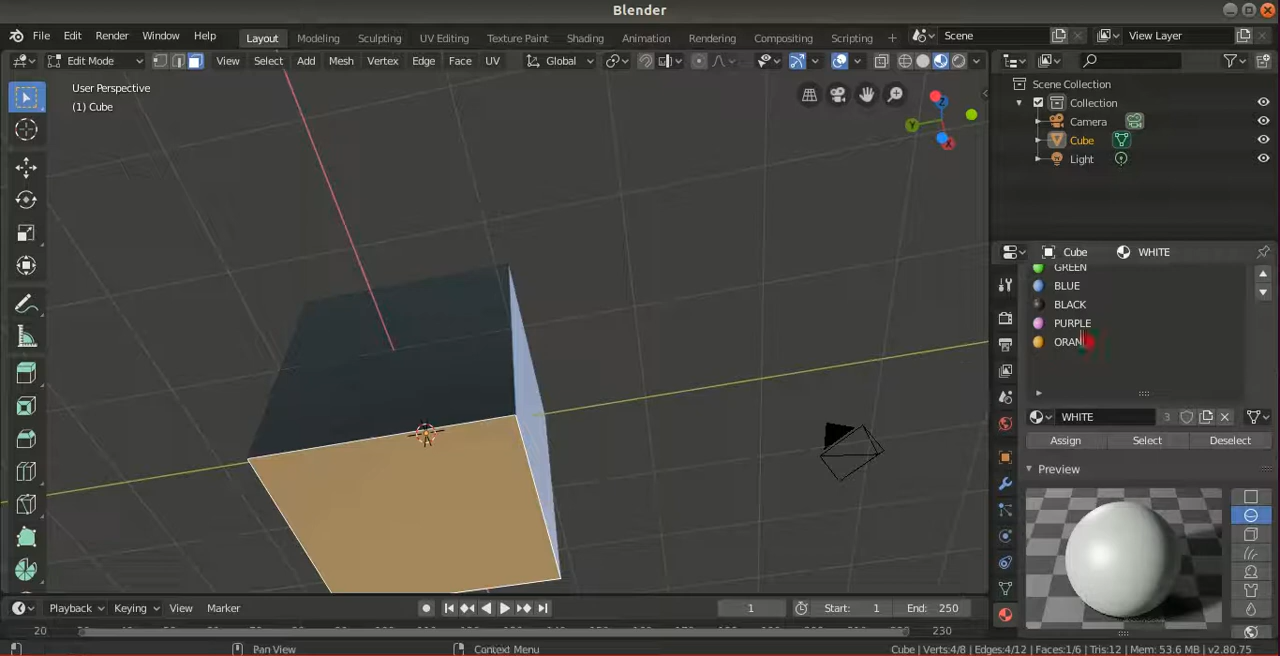 Blender
File Edit Render Window Help Layout Modeling Sculpting UV Editing Texture Paint Shading Animation Rendering Compositing Scripting + Scene View Layer
Edit Mode View Select Add Mesh Vertex Edge Face UV Global
User Perspective
(1) Cube
Z
Y
X
Scene Collection
Collection
Camera
Cube
Light
Cube WHITE
GREEN
BLUE
BLACK
PURPLE
WHITE 3
Assign Select Deselect
Preview
Playback Keying View Marker 1 Start: 1 End: 250
20 230
Pan View Context Menu Cube | Verts:4/8 | Edges:4/12 | Faces:1/6 | Tris:12 | Mem: 53.6 MB | v2.80.75